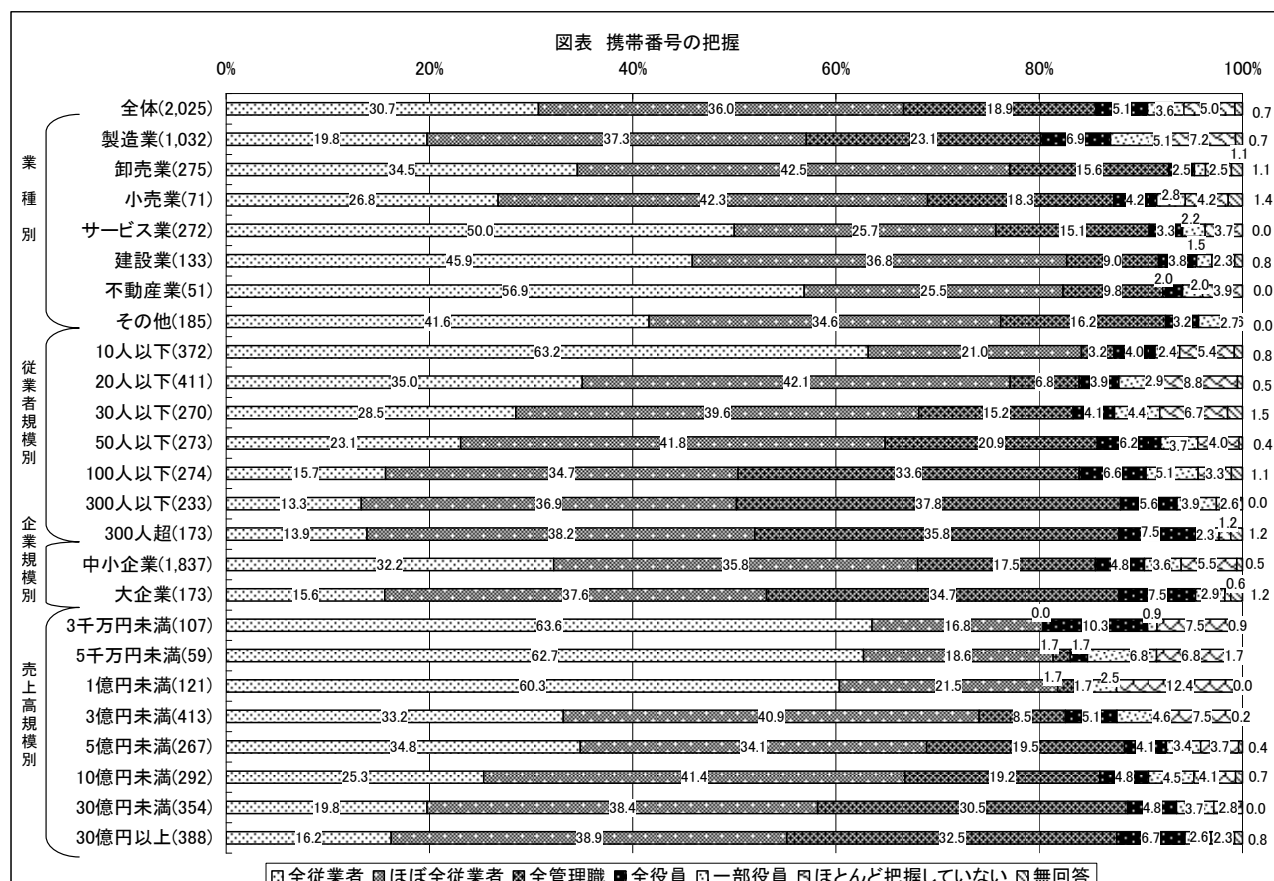 図表 携帯番号の把握
0% 20% 40% 60% 80% 100%
業種別
全体(2,025) 30.7 36.0 18.9 5.1 3.6 5.0 0.7
製造業(1,032) 19.8 37.3 23.1 6.9 5.1 7.2 0.7
卸売業(275) 34.5 42.5 15.6 2.5 2.5 1.1 1.1
小売業(71) 26.8 42.3 18.3 4.2 2.8 4.2 1.4
サービス業(272) 50.0 25.7 15.1 3.3 2.2 3.7 0.0
建設業(133) 45.9 36.8 9.0 3.8 1.5 2.3 0.8
不動産業(51) 56.9 25.5 9.8 2.0 2.0 3.9 0.0
その他(185) 41.6 34.6 16.2 3.2 2.7 0.0
従業者規模別
10人以下(372) 63.2 21.0 3.2 4.0 2.4 5.4 0.8
20人以下(411) 35.0 42.1 6.8 3.9 2.9 8.8 0.5
30人以下(270) 28.5 39.6 15.2 4.1 4.4 6.7 1.5
50人以下(273) 23.1 41.8 20.9 6.2 3.7 4.0 0.4
100人以下(274) 15.7 34.7 33.6 6.6 5.1 3.3 1.1
300人以下(233) 13.3 36.9 37.8 5.6 3.9 2.6 0.0
300人超(173) 13.9 38.2 35.8 7.5 2.3 1.2 1.2
企業規模別
中小企業(1,837) 32.2 35.8 17.5 4.8 3.6 5.5 0.5
大企業(173) 15.6 37.6 34.7 7.5 2.9 0.6 1.2
売上高規模別
3千万円未満(107) 63.6 16.8 0.0 10.3 0.9 7.5 0.9
5千万円未満(59) 62.7 18.6 1.7 1.7 6.8 6.8 1.7
1億円未満(121) 60.3 21.5 1.7 1.7 2.5 12.4 0.0
3億円未満(413) 33.2 40.9 8.5 5.1 4.6 7.5 0.2
5億円未満(267) 34.8 34.1 19.5 4.1 3.4 3.7 0.4
10億円未満(292) 25.3 41.4 19.2 4.8 4.5 4.1 0.7
30億円未満(354) 19.8 38.4 30.5 4.8 3.7 2.8 0.0
30億円以上(388) 16.2 38.9 32.5 6.7 2.6 2.3 0.8
全従業者 ほぼ全従業者 全管理職 全役員 一部役員 ほとんど把握していない 無回答